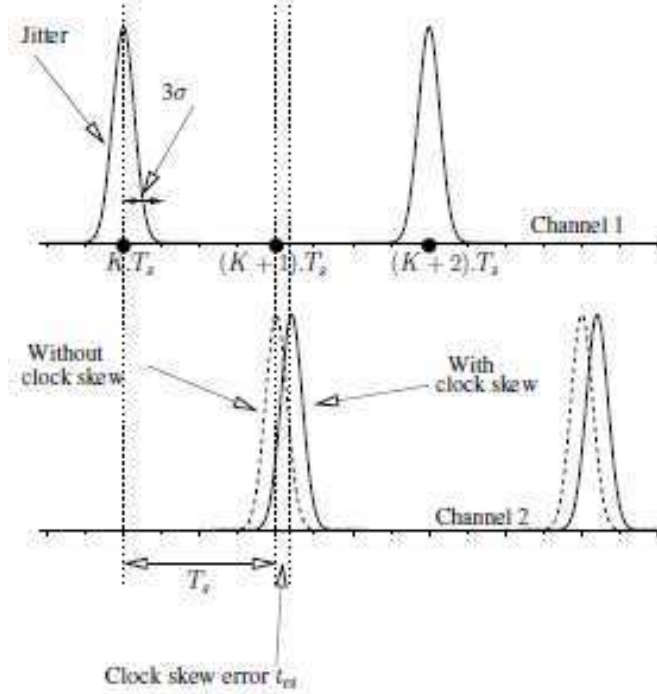 Jitter
3σ
Channel 1
K.Tₛ
(K + 1).Tₛ
(K + 2).Tₛ
Without
clock skew
With
clock skew
Channel 2
Tₛ
Clock skew error